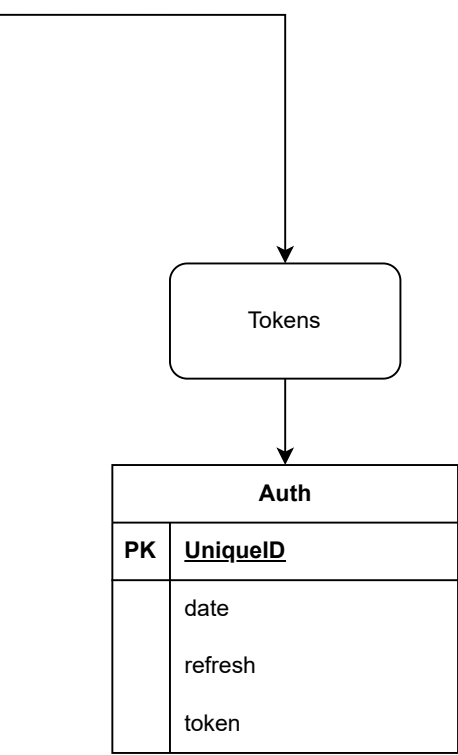 Tokens
Auth
PK UniqueID
date
refresh
token